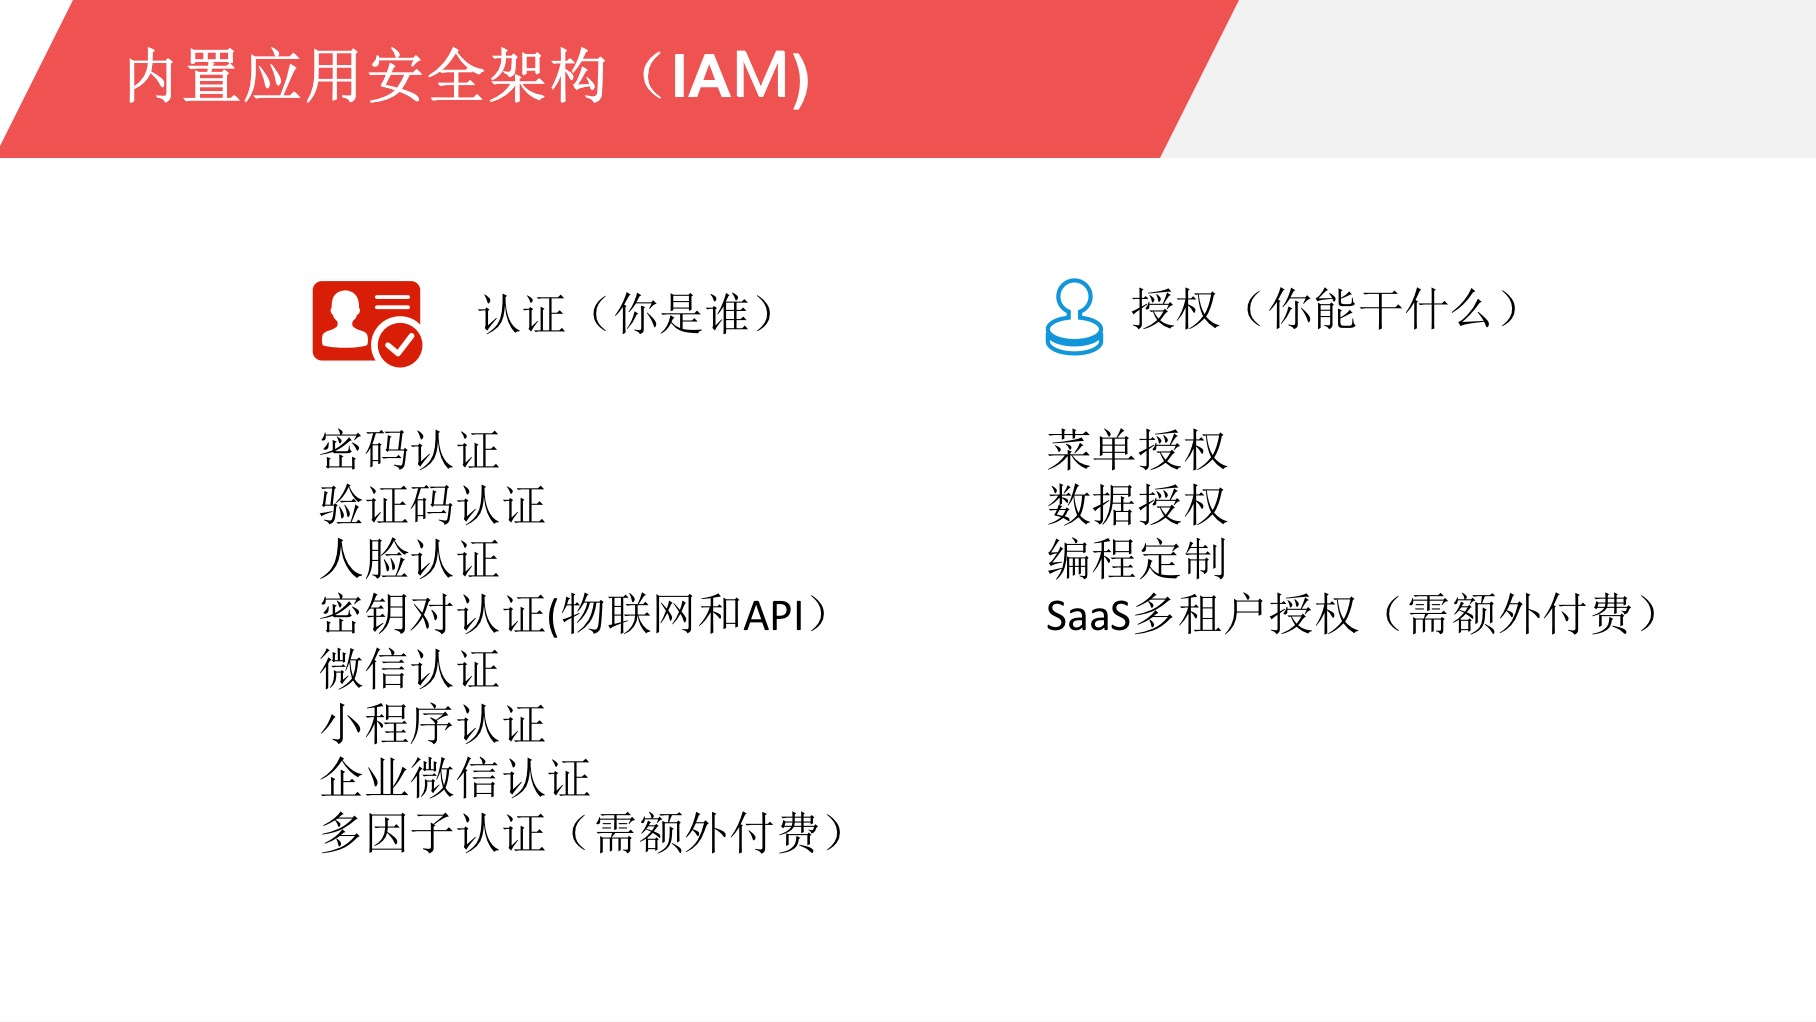 内置应用安全架构（IAM)
认证（你是谁）
密码认证
验证码认证
人脸认证
密钥对认证(物联网和API）
微信认证
小程序认证
企业微信认证
多因子认证（需额外付费）
授权（你能干什么）
菜单授权
数据授权
编程定制
SaaS多租户授权（需额外付费）